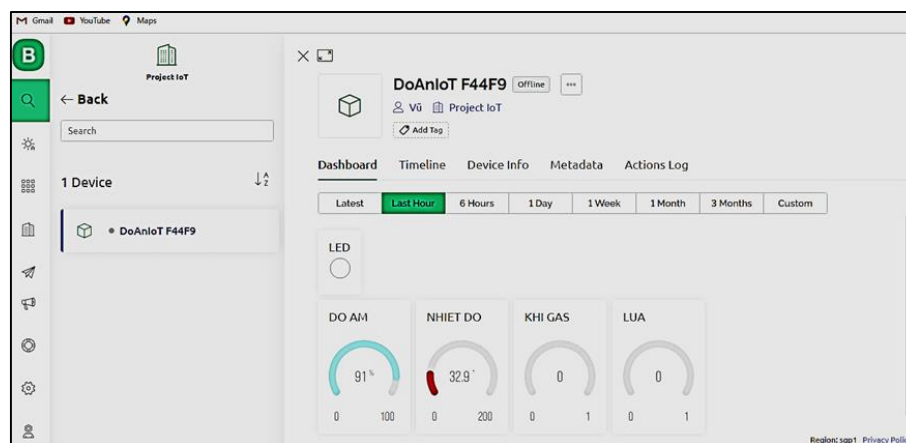 Gmail YouTube Maps
B
Project IoT
← Back
Search
1 Device
DoAnIoT F44F9
DoAnIoT F44F9 Offline ...
Vũ Project IoT
Add Tag
Dashboard Timeline Device Info Metadata Actions Log
Latest Last Hour 6 Hours 1 Day 1 Week 1 Month 3 Months Custom
LED
DO AM NHIET DO KHI GAS LUA
91 % 32.9 ° 0 0
0 100 0 200 0 1 0 1
Region: sgp1 Privacy Policy